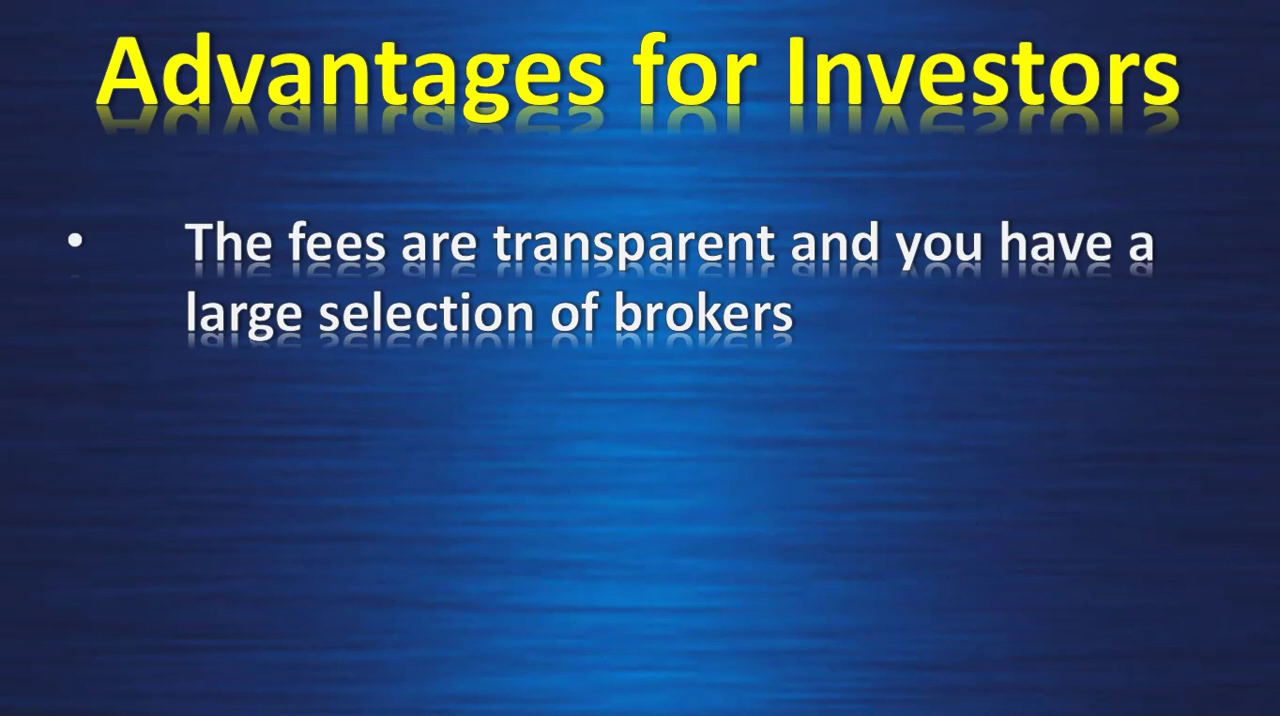 Advantages for Investors
• The fees are transparent and you have a
large selection of brokers